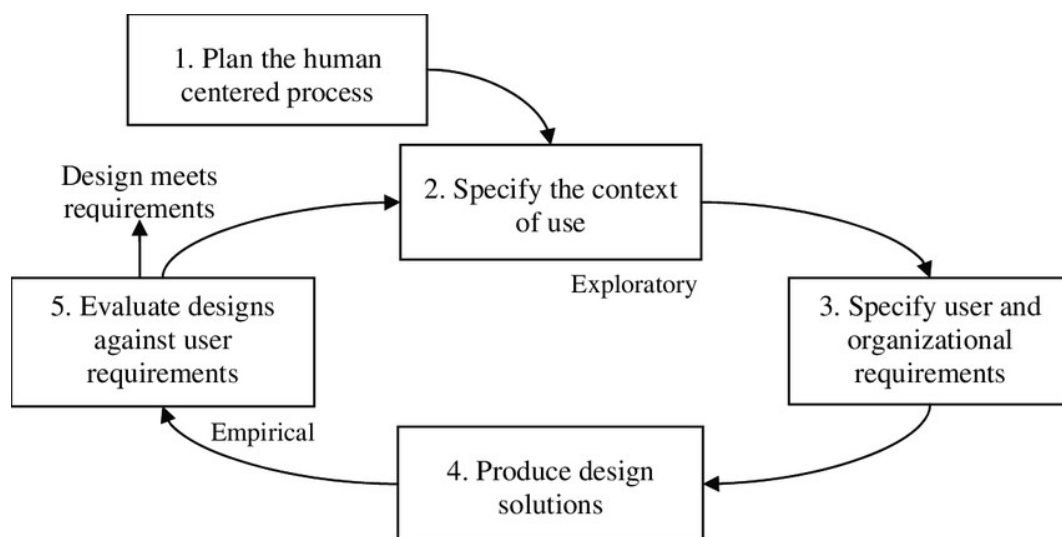 1. Plan the human
centered process
Design meets
requirements
2. Specify the context
of use
Exploratory
5. Evaluate designs
against user
requirements
3. Specify user and
organizational
requirements
Empirical
4. Produce design
solutions